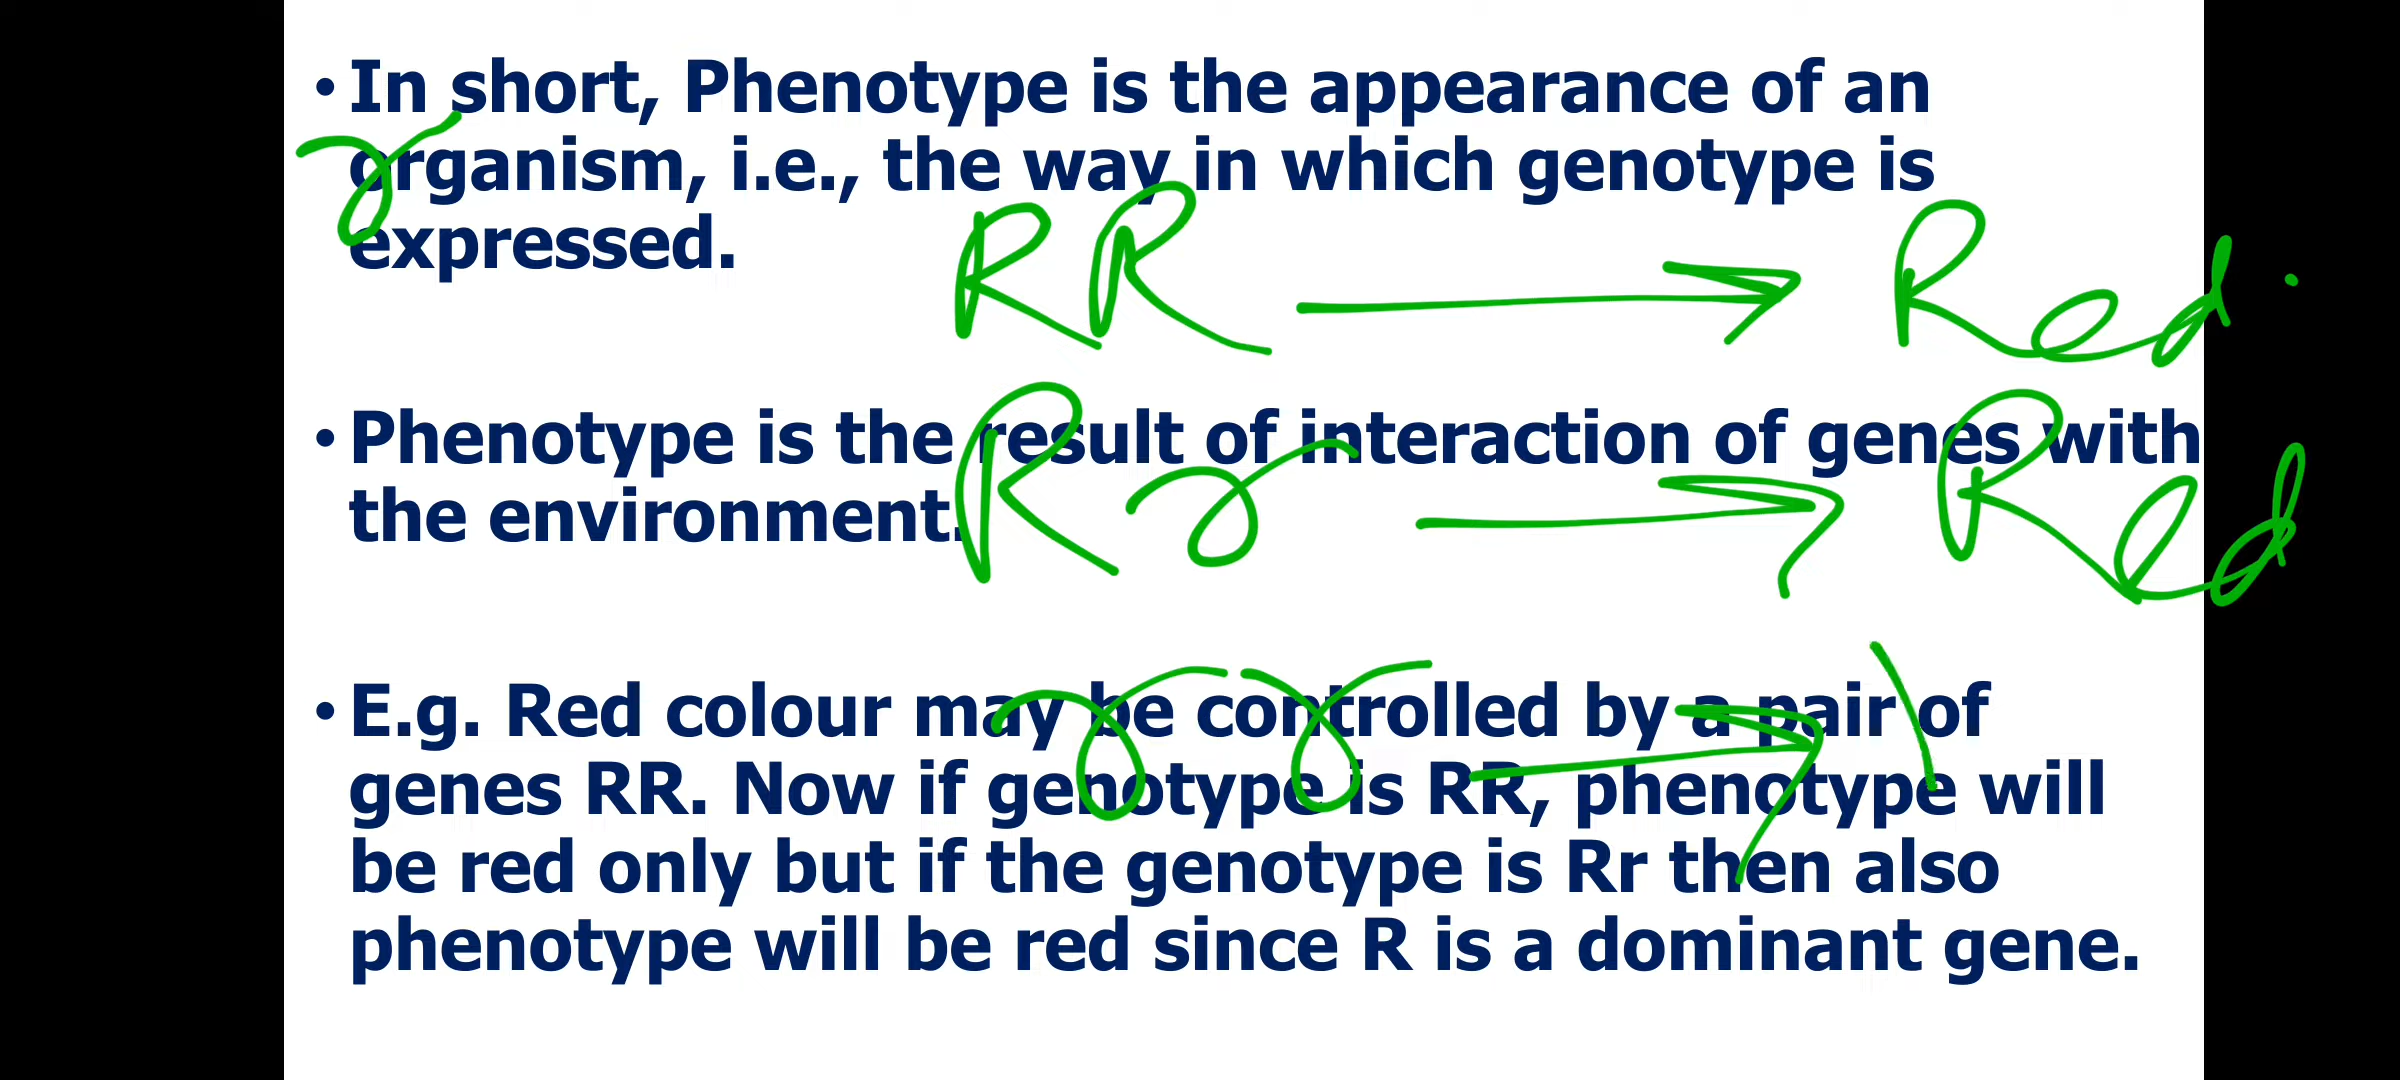 • In short, Phenotype is the appearance of an
organism, i.e., the way in which genotype is
expressed.
RR → Red.
• Phenotype is the result of interaction of genes with
the environment.
Rr → Red
• E.g. Red colour may be controlled by a pair of
rr →
genes RR. Now if genotype is RR, phenotype will
be red only but if the genotype is Rr then also
phenotype will be red since R is a dominant gene.